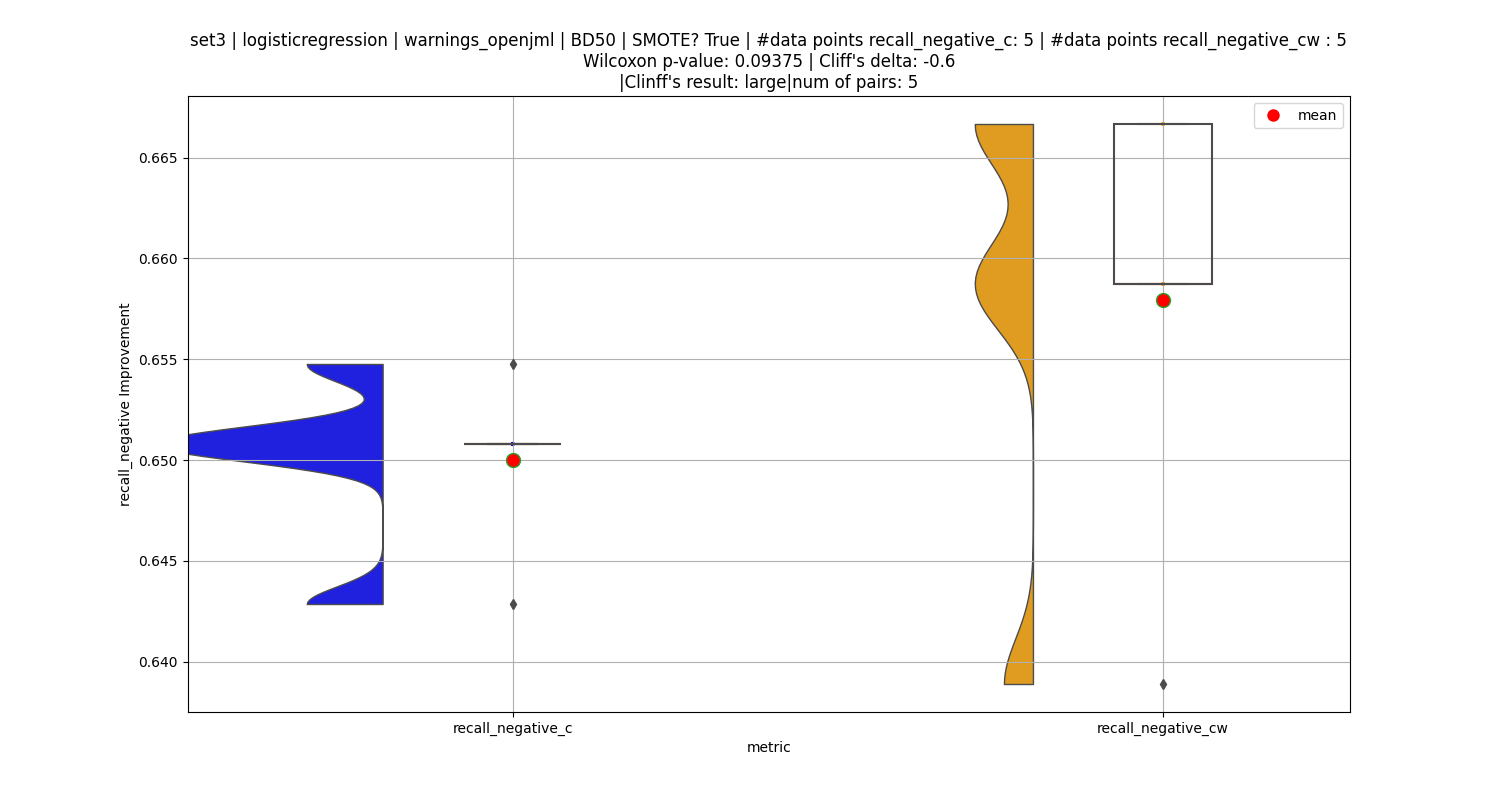 set3 | logisticregression | warnings_openjml | BD50 | SMOTE? True | #data points recall_negative_c: 5 | #data points recall_negative_cw : 5
Wilcoxon p-value: 0.09375 | Cliff's delta: -0.6
|Clinff's result: large|num of pairs: 5
mean
0.665
0.660
0.655
0.650
0.645
0.640
recall_negative Improvement
recall_negative_c
recall_negative_cw
metric